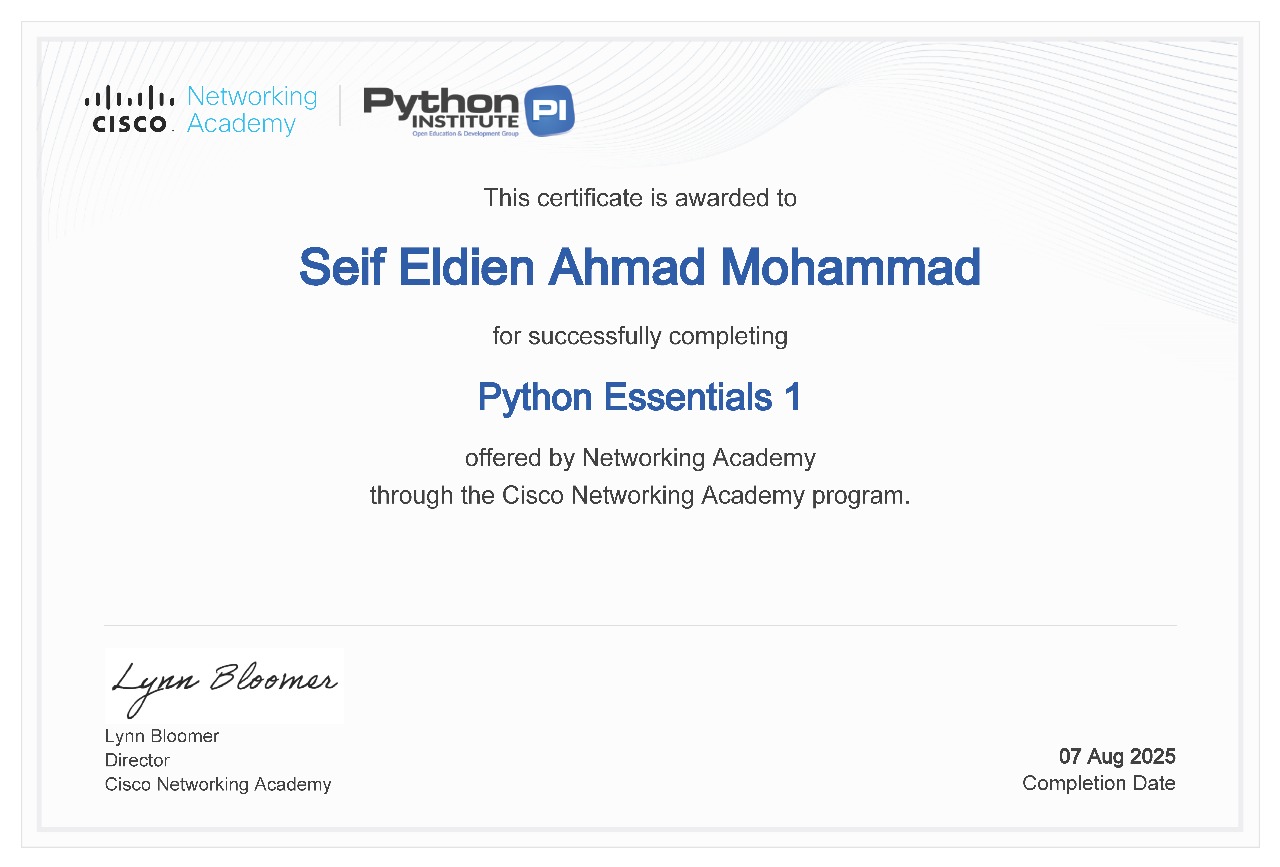 CISCO Networking Academy
Python INSTITUTE PI
Open Education & Development Group
This certificate is awarded to
Seif Eldien Ahmad Mohammad
for successfully completing
Python Essentials 1
offered by Networking Academy
through the Cisco Networking Academy program.
Lynn Bloomer
Lynn Bloomer
Director
Cisco Networking Academy
07 Aug 2025
Completion Date